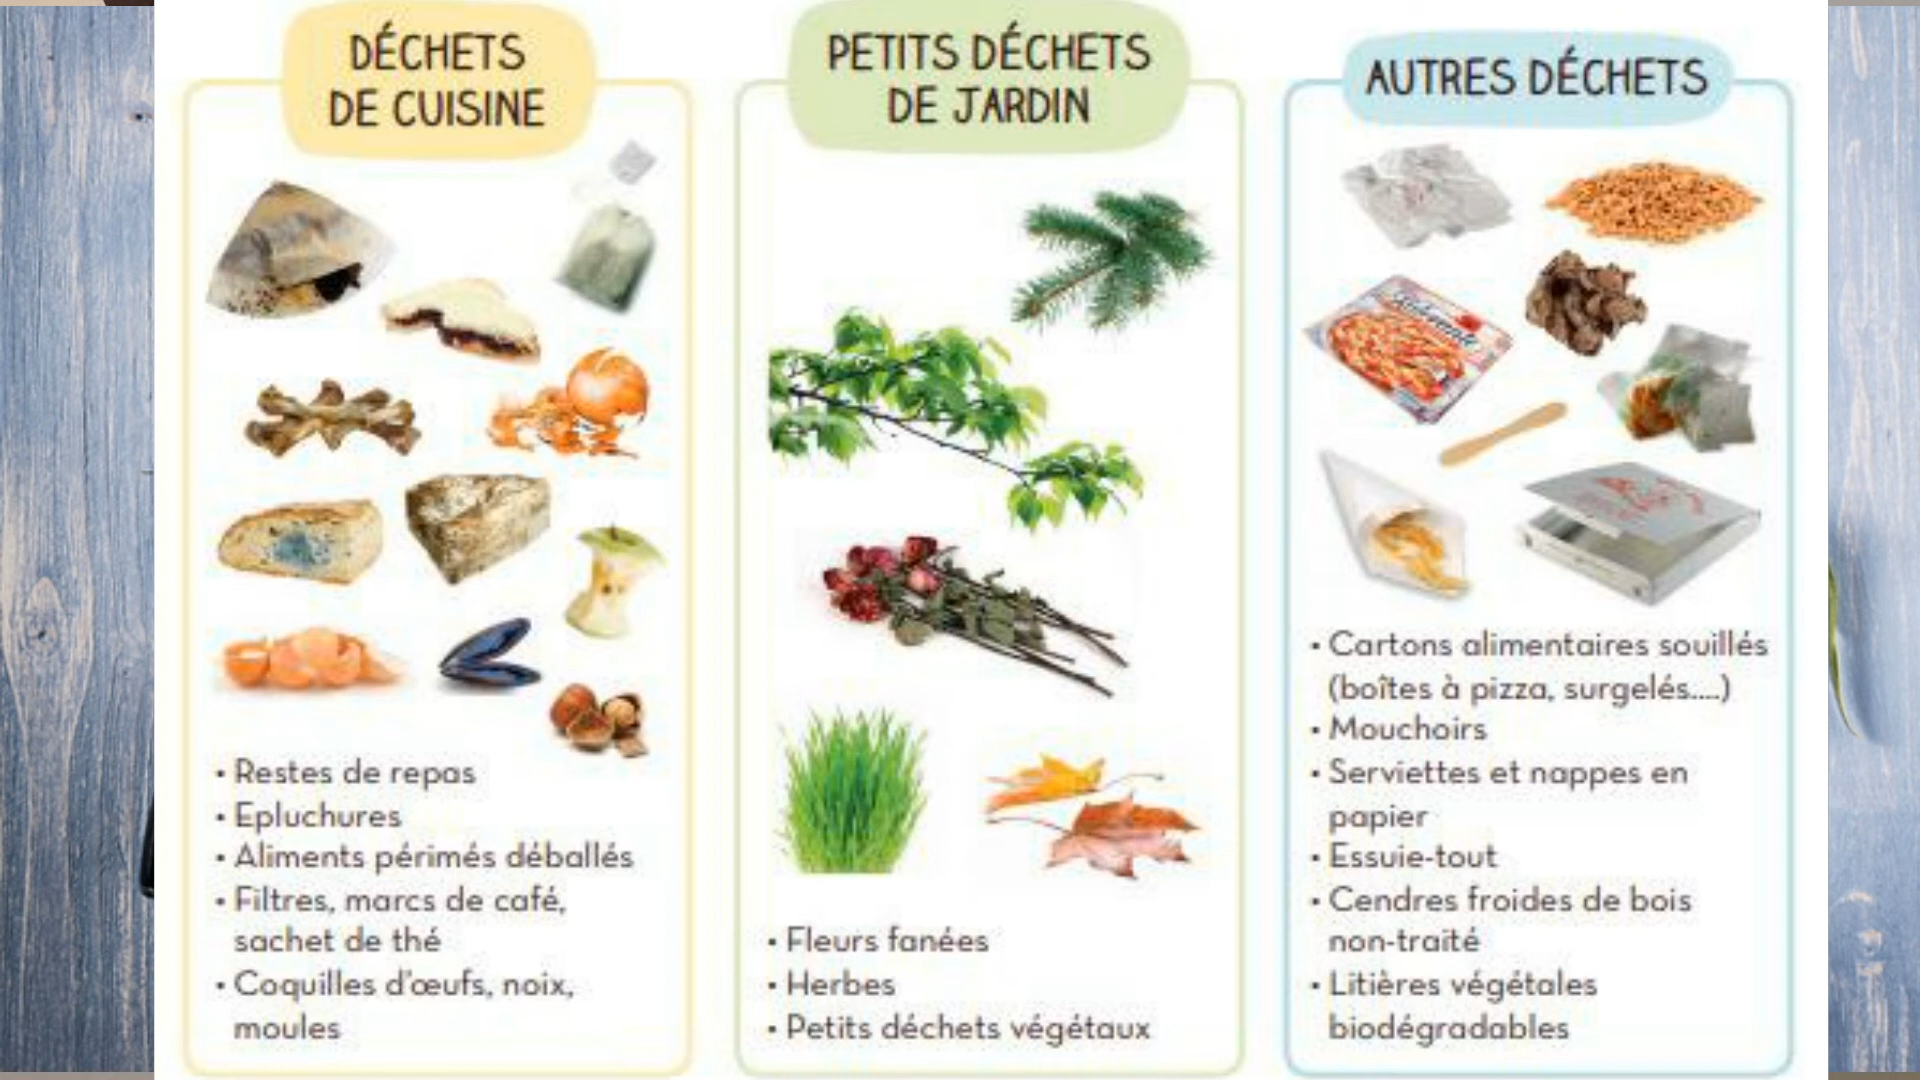 DÉCHETS
DE CUISINE
• Restes de repas
• Epluchures
• Aliments périmés déballés
• Filtres, marcs de café,
sachet de thé
• Coquilles d'œufs, noix,
moules
PETITS DÉCHETS
DE JARDIN
• Fleurs fanées
• Herbes
• Petits déchets végétaux
AUTRES DÉCHETS
• Cartons alimentaires souillés
(boîtes à pizza, surgelés....)
• Mouchoirs
• Serviettes et nappes en
papier
• Essuie-tout
• Cendres froides de bois
non-traité
• Litières végétales
biodégradables